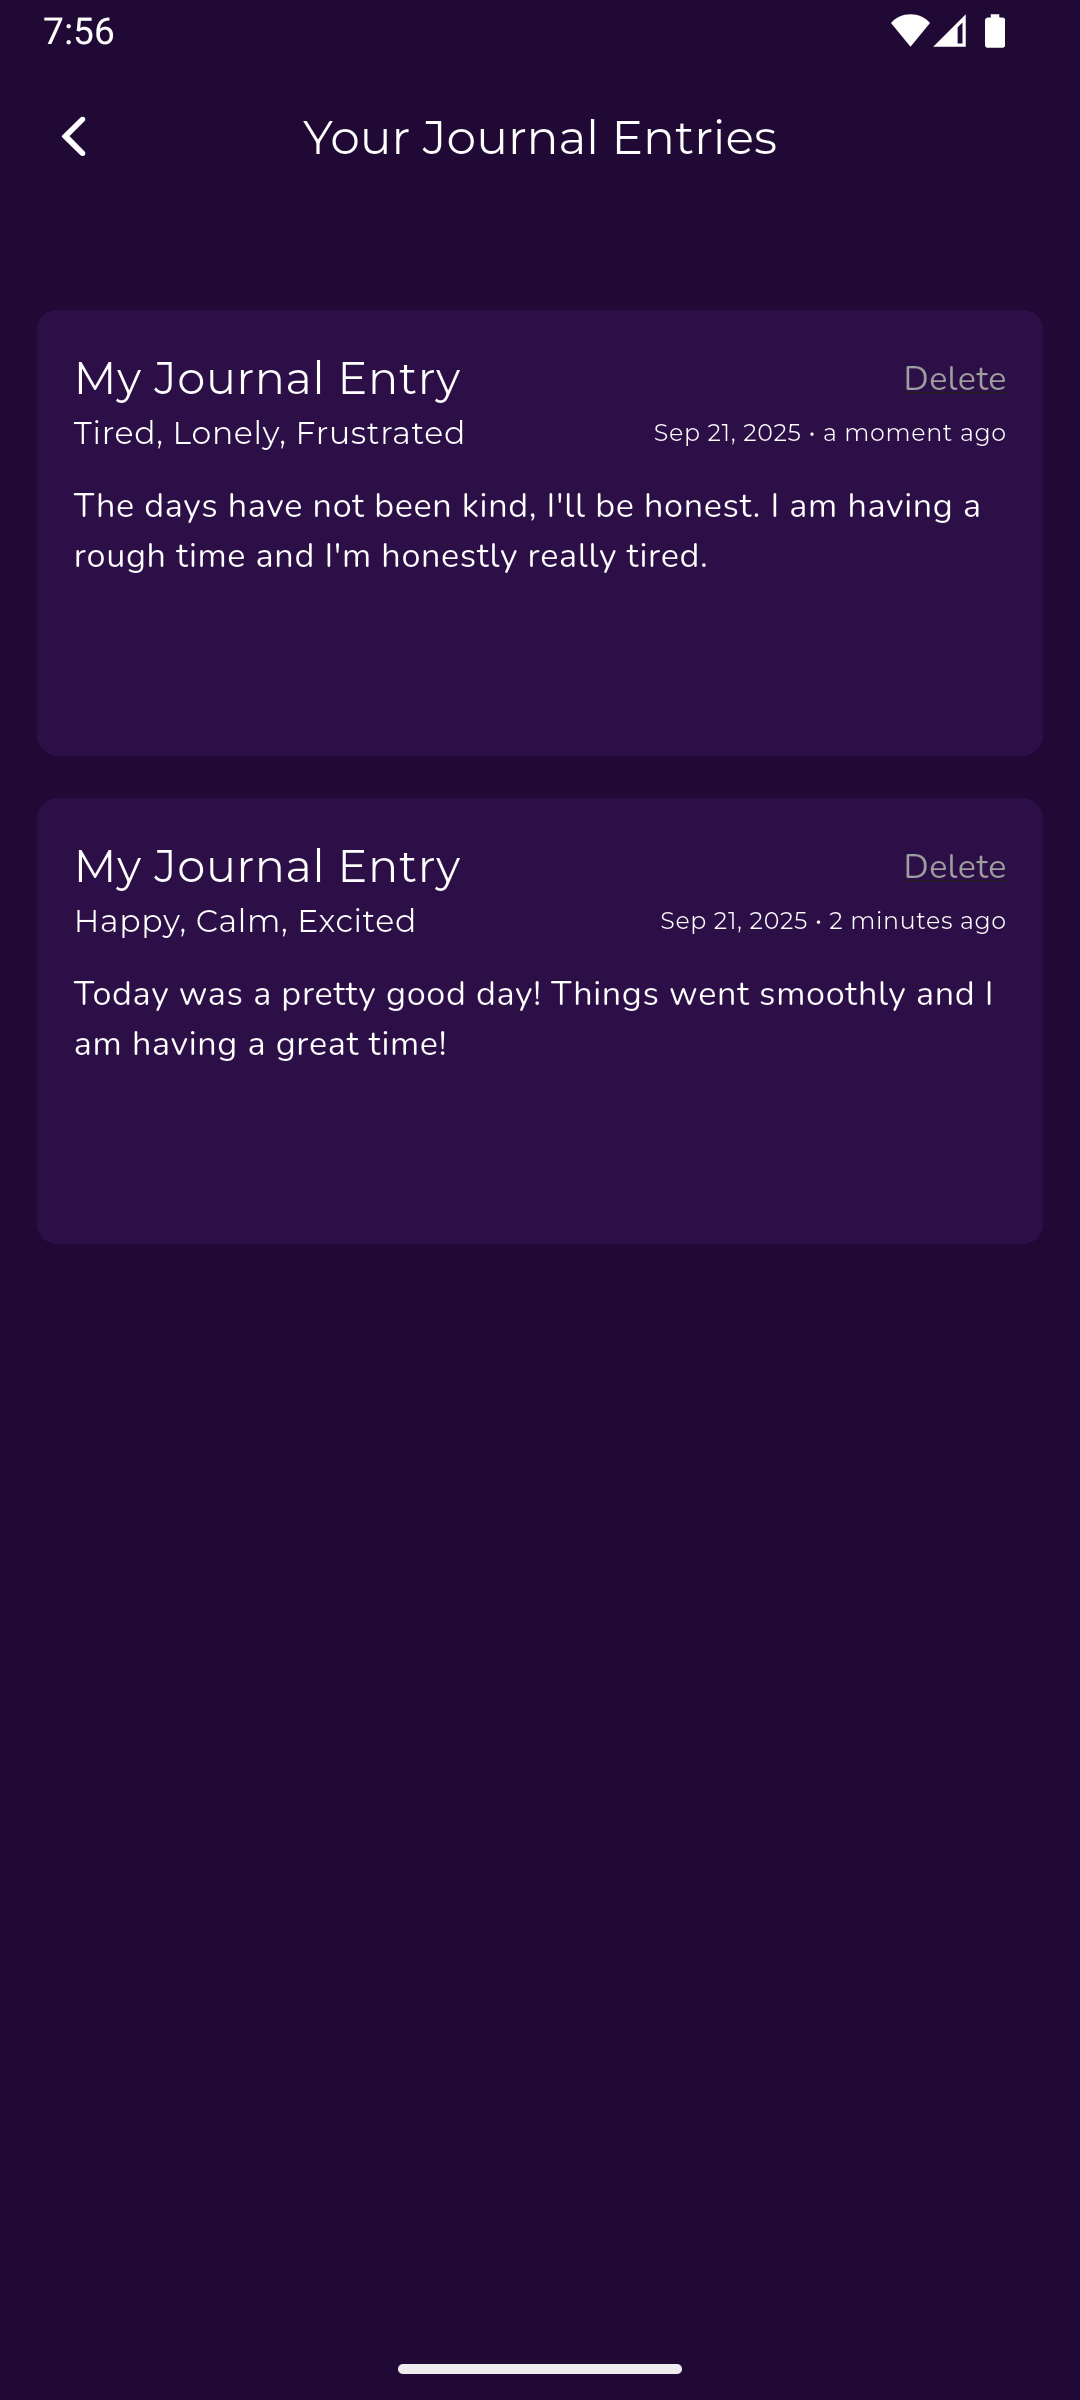 7:56
Your Journal Entries
My Journal Entry
Delete
Tired, Lonely, Frustrated
Sep 21, 2025 • a moment ago
The days have not been kind, I'll be honest. I am having a
rough time and I'm honestly really tired.
My Journal Entry
Delete
Happy, Calm, Excited
Sep 21, 2025 • 2 minutes ago
Today was a pretty good day! Things went smoothly and I
am having a great time!